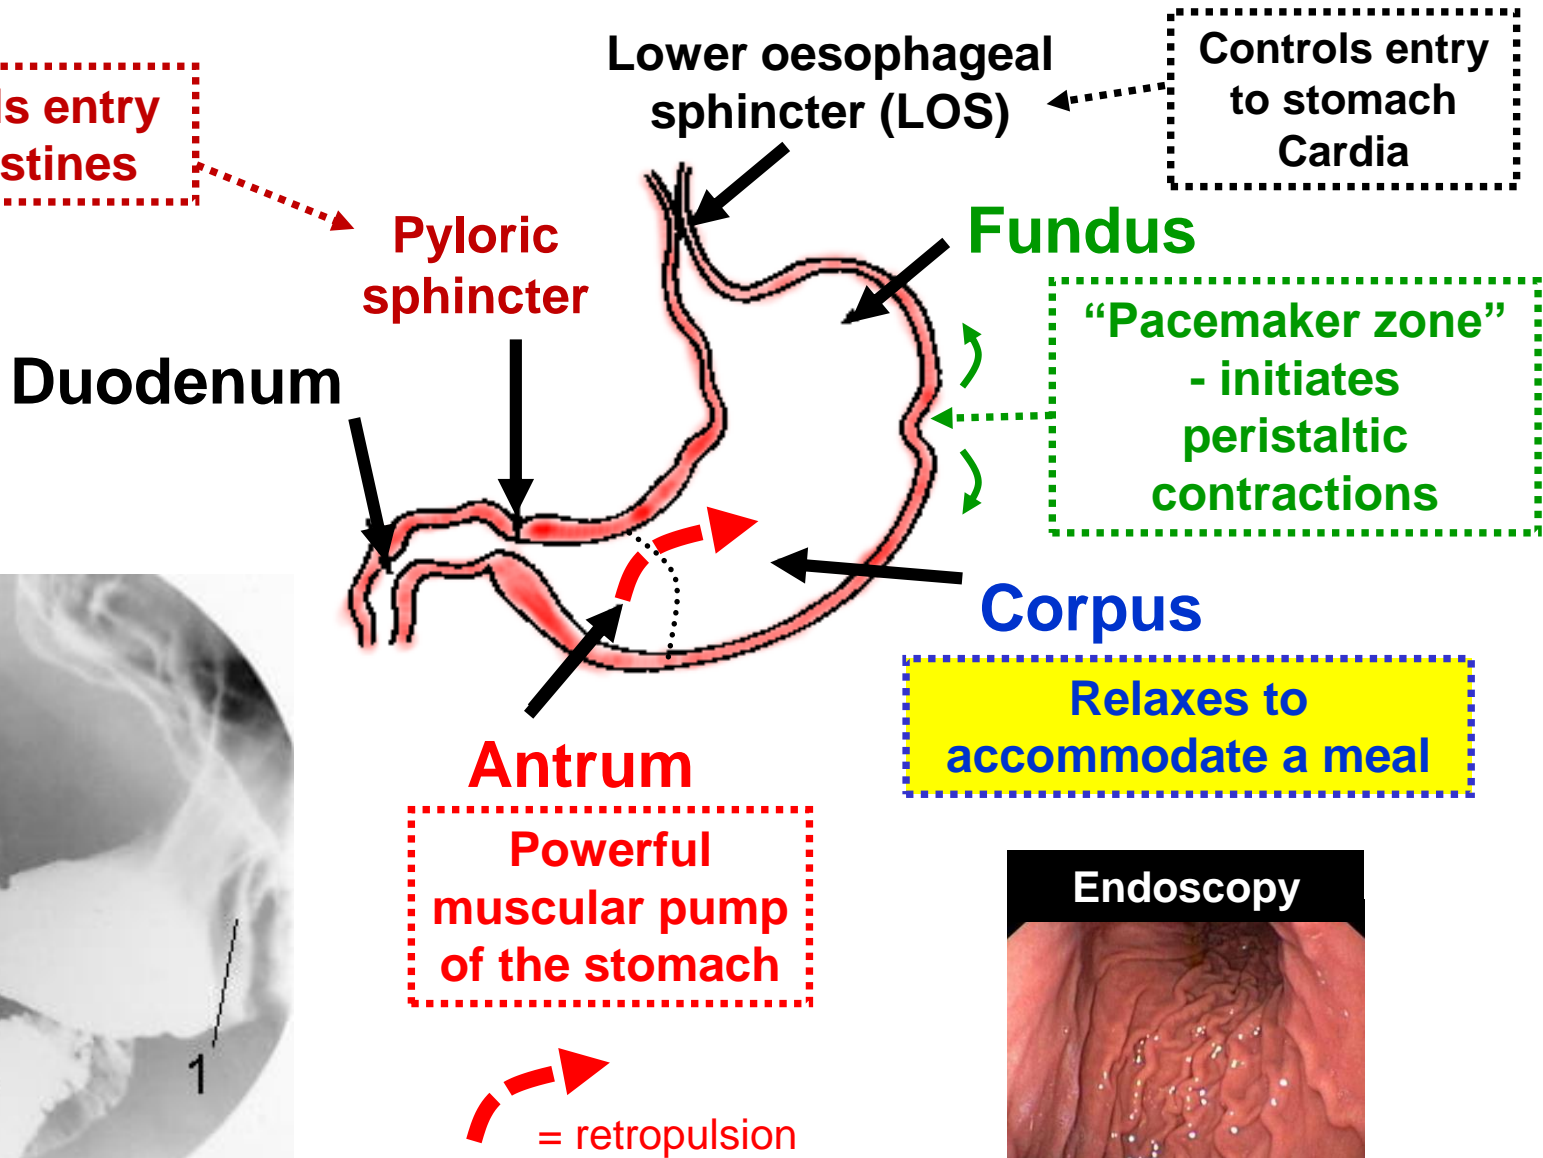 Lower oesophageal
sphincter (LOS)
Controls entry
to stomach
Cardia
ls entry
stines
Pyloric
sphincter
Fundus
“Pacemaker zone”
- initiates
peristaltic
contractions
Duodenum
Corpus
Relaxes to
accommodate a meal
Antrum
Powerful
muscular pump
of the stomach
Endoscopy
1
= retropulsion